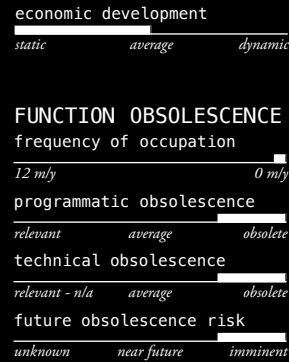 economic development
static average dynamic
FUNCTION OBSOLESCENCE
frequency of occupation
12 m/y 0 m/y
programmatic obsolescence
relevant average obsolete
technical obsolescence
relevant - n/a average obsolete
future obsolescence risk
unknown near future imminent